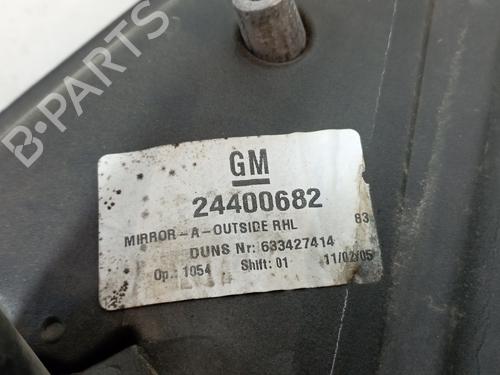 B-PARTS
GM
24400682
MIRROR-A-OUTSIDE RHL 83
DUNS Nr: 633427414
Op.: 1054 Shift: 01 11/02/05